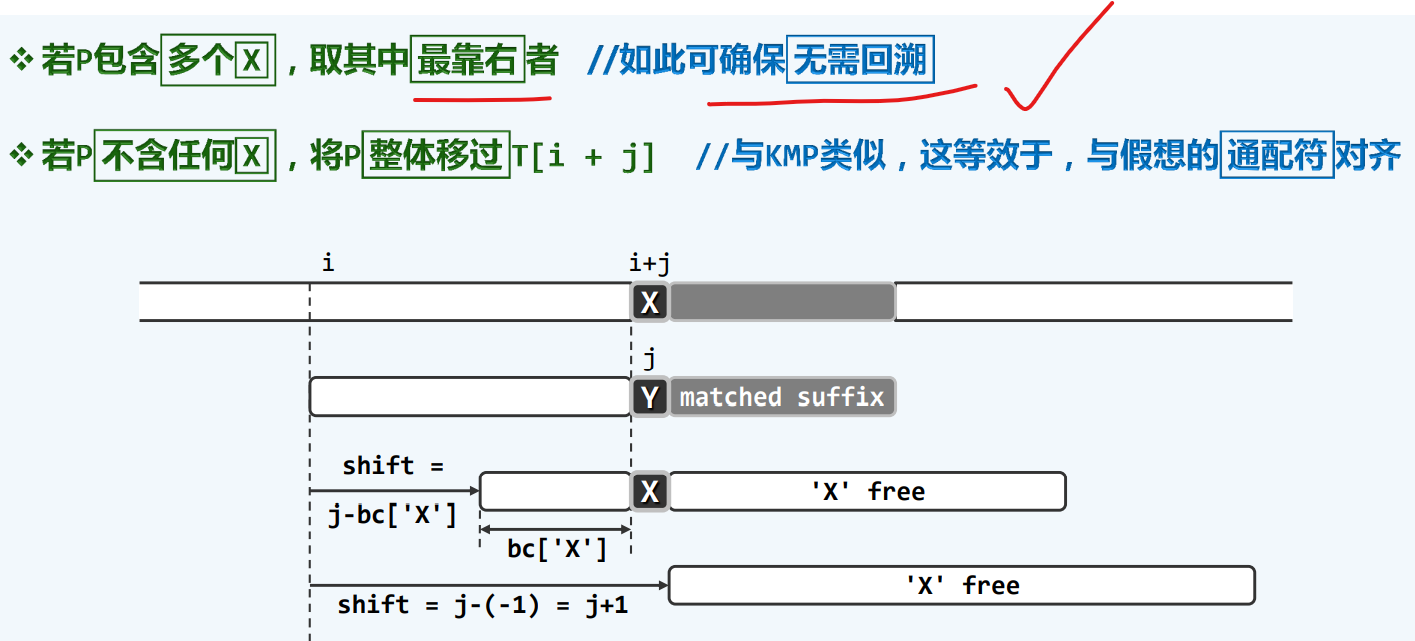 ❖ 若P包含多个X，取其中最靠右者 //如此可确保无需回溯
❖ 若P不含任何X，将P整体移过T[i + j] //与KMP类似，这等效于，与假想的通配符对齐
i i+j
X
j
Y matched suffix
shift =
X 'X' free
j-bc['X']
bc['X']
'X' free
shift = j-(-1) = j+1